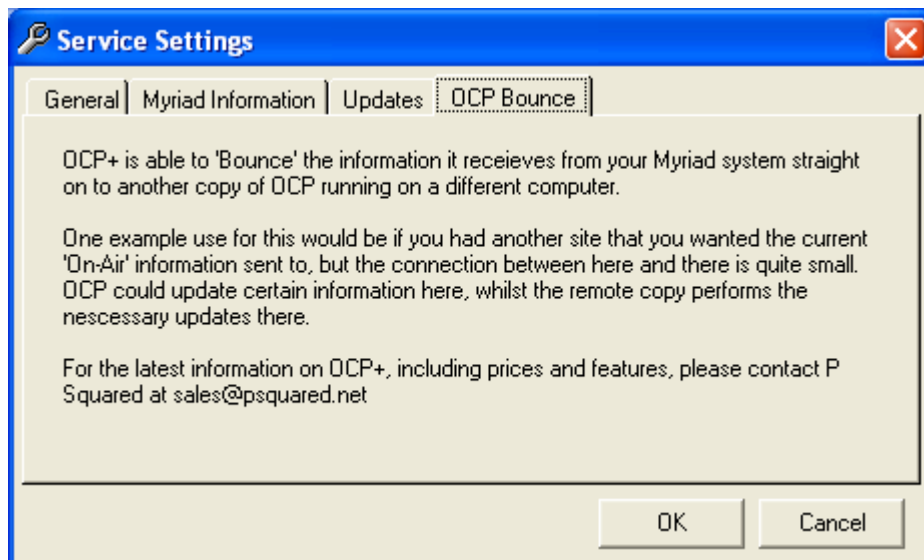 Service Settings
General Myriad Information Updates OCP Bounce
OCP+ is able to 'Bounce' the information it receieves from your Myriad system straight
on to another copy of OCP running on a different computer.
One example use for this would be if you had another site that you wanted the current
'On-Air' information sent to, but the connection between here and there is quite small.
OCP could update certain information here, whilst the remote copy performs the
nescessary updates there.
For the latest information on OCP+, including prices and features, please contact P
Squared at sales@psquared.net
OK Cancel